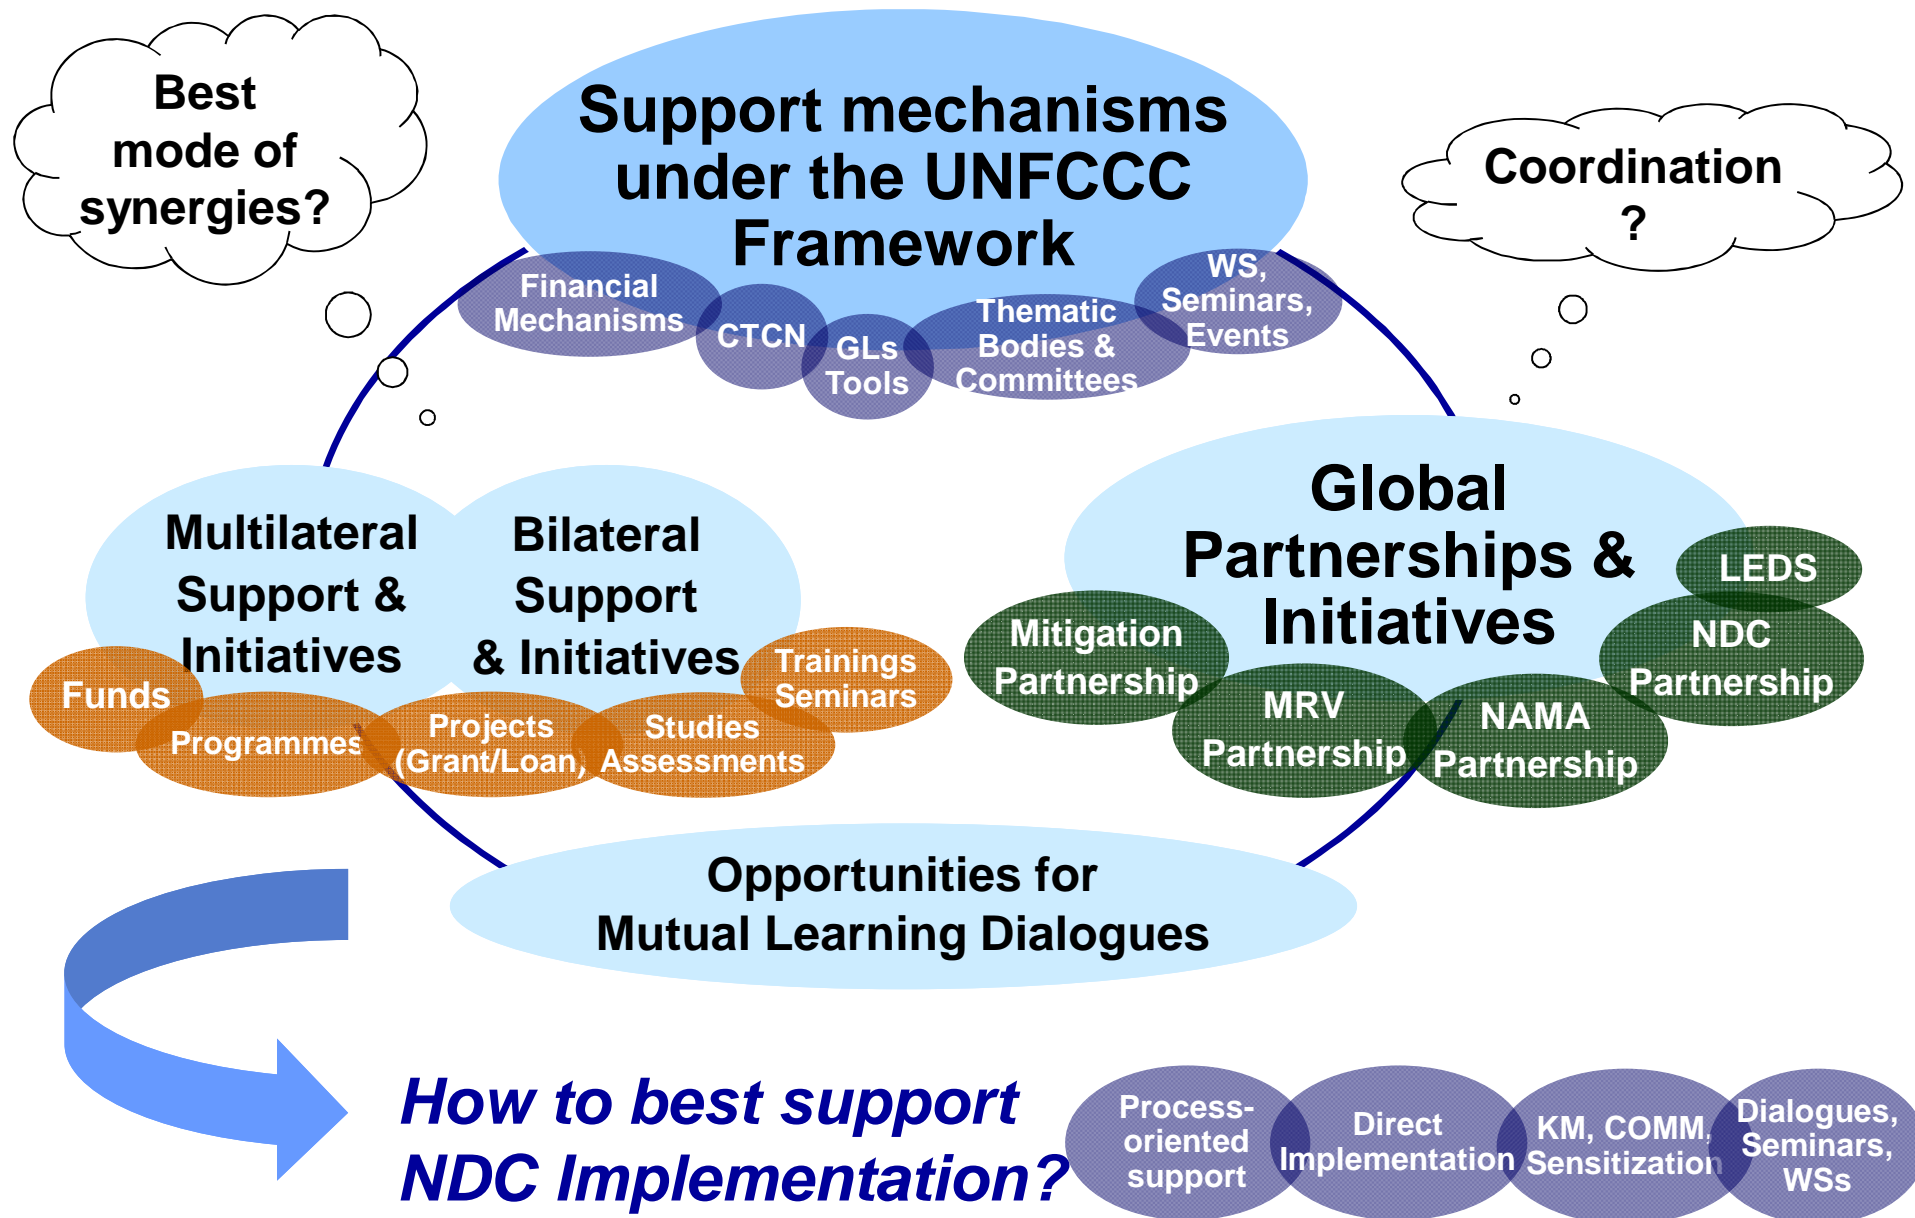 Best
mode of
synergies?
Support mechanisms
under the UNFCCC
Framework
Coordination
?
Financial
Mechanisms
CTCN
GLs
Tools
Thematic
Bodies &
Committees
WS,
Seminars,
Events
Multilateral
Support &
Initiatives
Bilateral
Support
& Initiatives
Global
Partnerships &
Initiatives
Funds
Programmes
Projects
(Grant/Loan)
Studies
Assessments
Trainings
Seminars
Mitigation
Partnership
MRV
Partnership
NAMA
Partnership
NDC
Partnership
LEDS
Opportunities for
Mutual Learning Dialogues
How to best support
NDC Implementation?
Process-
oriented
support
Direct
Implementation
KM, COMM,
Sensitization
Dialogues,
Seminars,
WSs